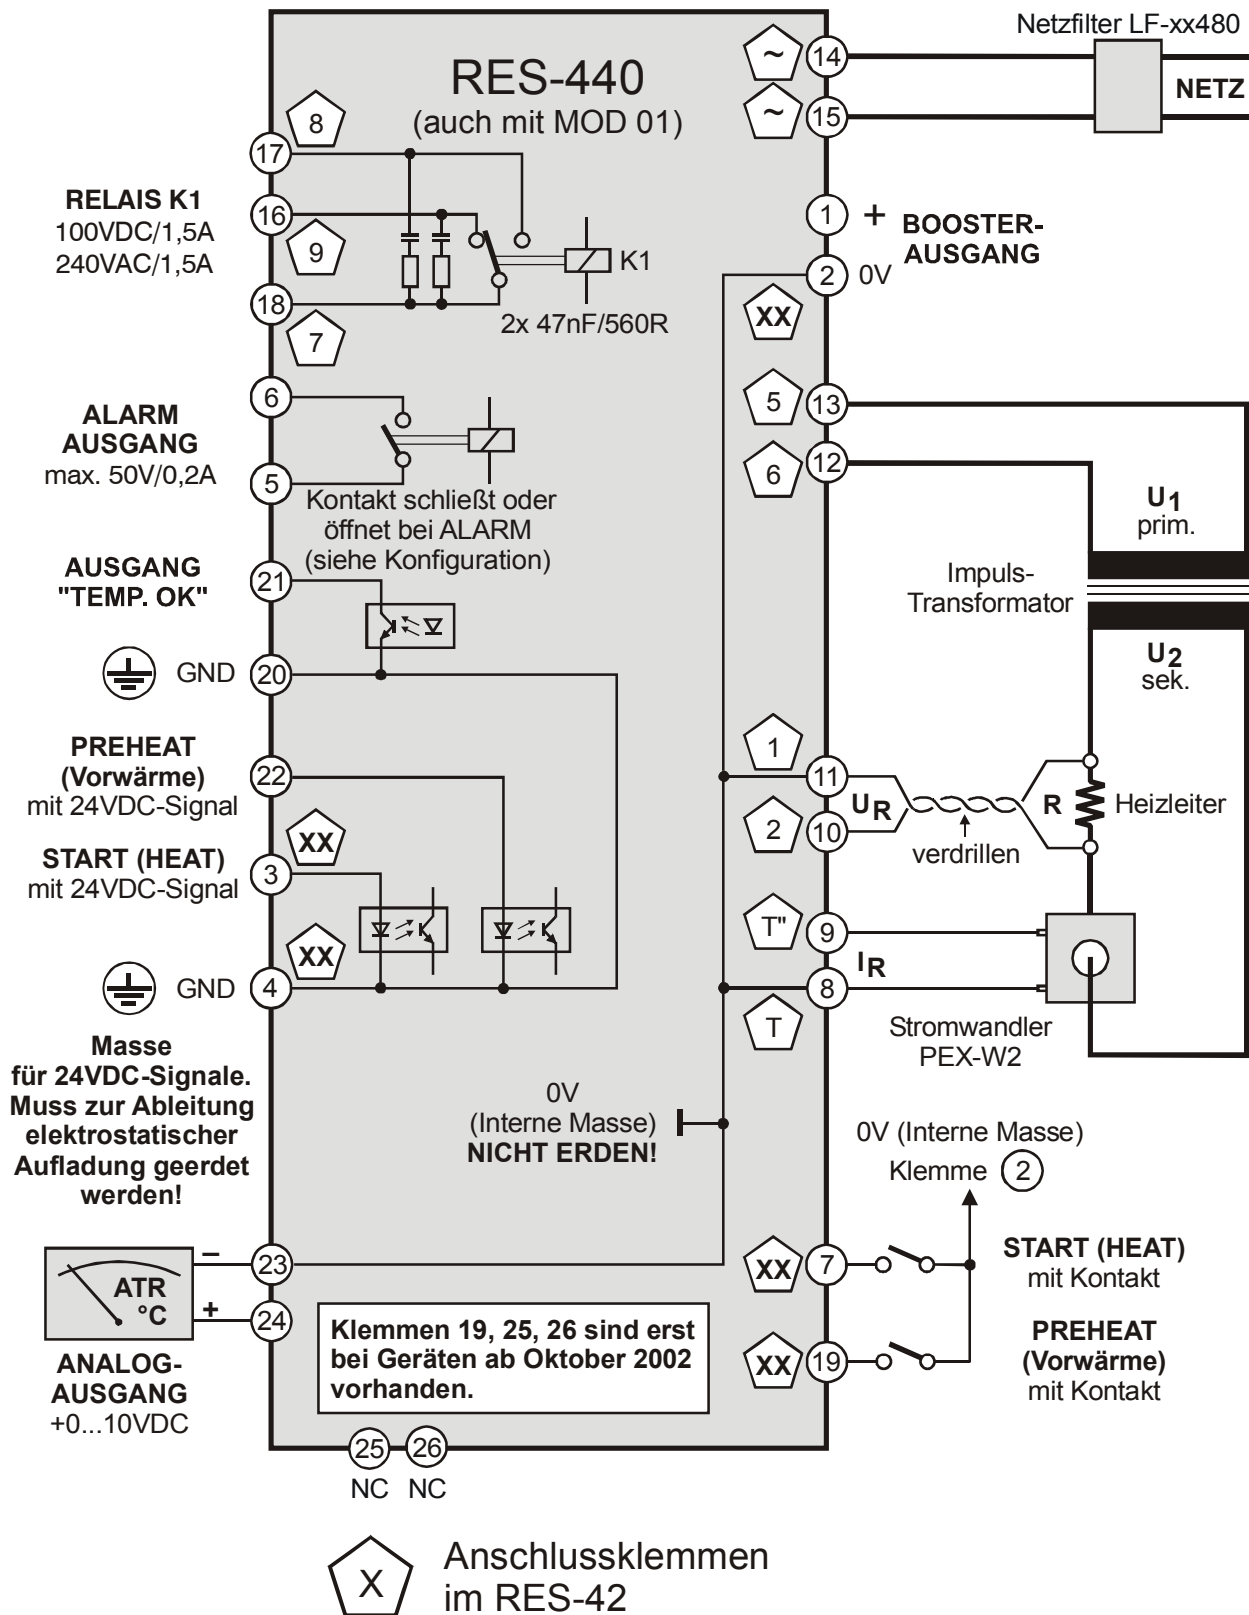 Netzfilter LF-xx480
NETZ
RES-440
(auch mit MOD 01)
~
14
~
15
8
17
RELAIS K1
100VDC/1,5A
240VAC/1,5A
16
9
18
7
K1
2x 47nF/560R
1
+
BOOSTER-
AUSGANG
2
0V
XX
ALARM
AUSGANG
max. 50V/0,2A
6
5
Kontakt schließt oder
öffnet bei ALARM
(siehe Konfiguration)
5
13
6
12
U1
prim.
Impuls-
Transformator
U2
sek.
AUSGANG
"TEMP. OK"
21
GND
20
PREHEAT
(Vorwärme)
mit 24VDC-Signal
22
XX
START (HEAT)
mit 24VDC-Signal
3
XX
GND
4
Masse
für 24VDC-Signale.
Muss zur Ableitung
elektrostatischer
Aufladung geerdet
werden!
1
11
UR
2
10
verdrillen
R
Heizleiter
T"
9
IR
8
T
Stromwandler
PEX-W2
0V
(Interne Masse)
NICHT ERDEN!
0V (Interne Masse)
Klemme 2
XX
7
START (HEAT)
mit Kontakt
XX
19
PREHEAT
(Vorwärme)
mit Kontakt
ATR
°C
–
+
23
24
ANALOG-
AUSGANG
+0...10VDC
Klemmen 19, 25, 26 sind erst
bei Geräten ab Oktober 2002
vorhanden.
25
26
NC
NC
X
Anschlussklemmen
im RES-42